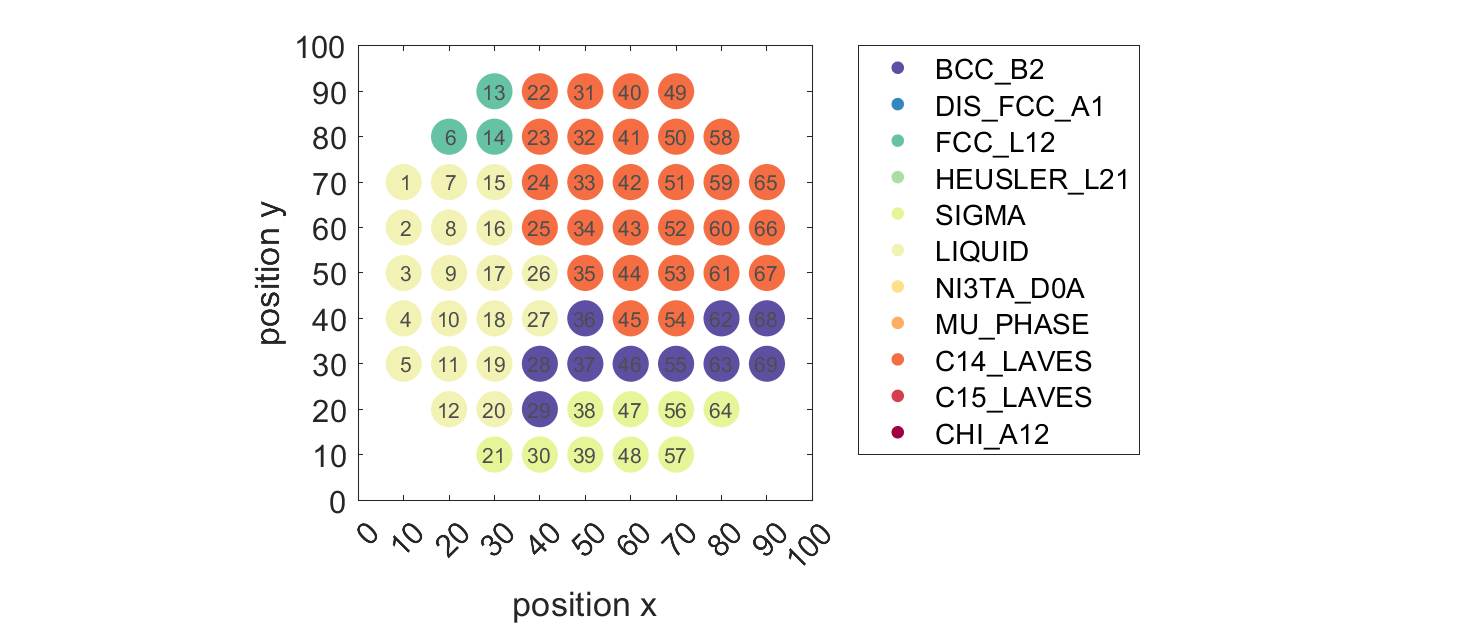 100
90
80
70
60
50
40
30
20
10
0
position y
13 22 31 40 49
6 14 23 32 41 50 58
1 7 15 24 33 42 51 59 65
2 8 16 25 34 43 52 60 66
3 9 17 26 35 44 53 61 67
4 10 18 27 36 45 54 62 68
5 11 19 28 37 46 55 63 69
12 20 29 38 47 56 64
21 30 39 48 57
0 10 20 30 40 50 60 70 80 90 100
position x
BCC_B2
DIS_FCC_A1
FCC_L12
HEUSLER_L21
SIGMA
LIQUID
NI3TA_D0A
MU_PHASE
C14_LAVES
C15_LAVES
CHI_A12